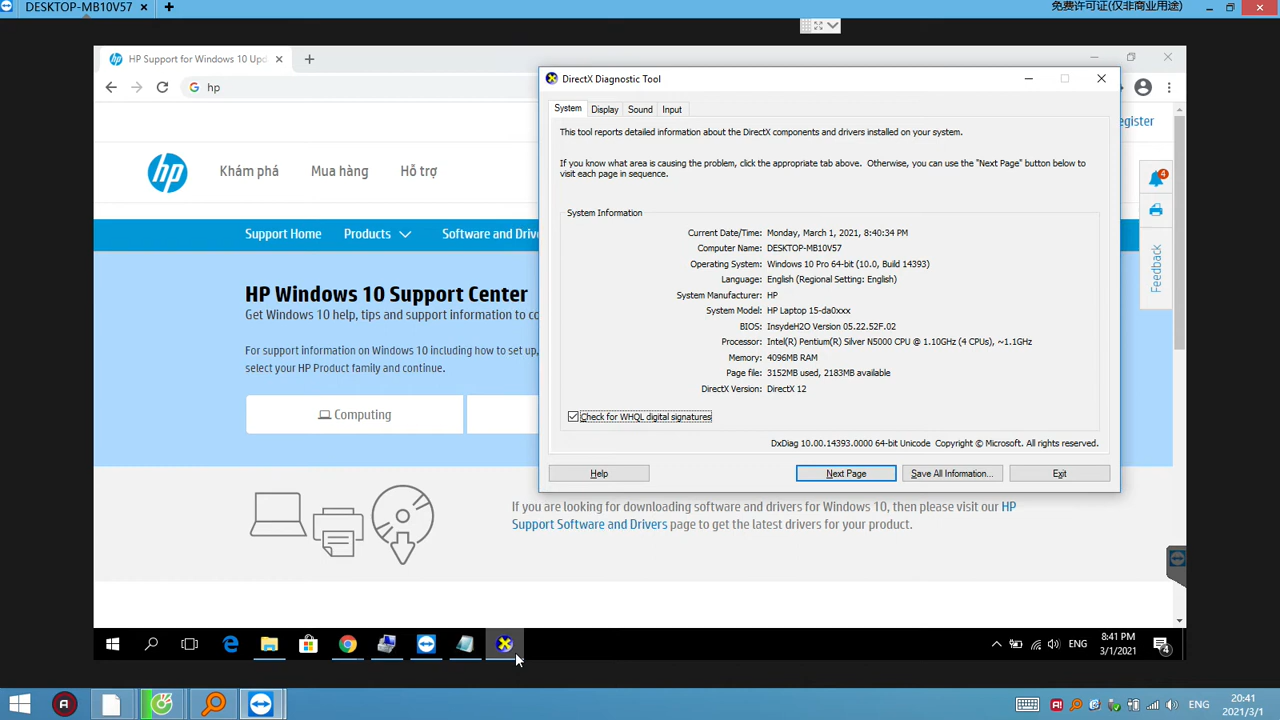 DESKTOP-MB10V57
免费许可证(仅非商业用途)
HP Support for Windows 10 Upd
hp
egister
hp
Khám phá
Mua hàng
Hỗ trợ
4
Feedback
Support Home
Products
Software and Drive
HP Windows 10 Support Center
Get Windows 10 help, tips and support information to co
For support information on Windows 10 including how to set up,
select your HP Product family and continue.
Computing
If you are looking for downloading software and drivers for Windows 10, then please visit our HP
Support Software and Drivers page to get the latest drivers for your product.
DirectX Diagnostic Tool
System
Display
Sound
Input
This tool reports detailed information about the DirectX components and drivers installed on your system.
If you know what area is causing the problem, click the appropriate tab above. Otherwise, you can use the "Next Page" button below to
visit each page in sequence.
System Information
Current Date/Time: Monday, March 1, 2021, 8:40:34 PM
Computer Name: DESKTOP-MB10V57
Operating System: Windows 10 Pro 64-bit (10.0, Build 14393)
Language: English (Regional Setting: English)
System Manufacturer: HP
System Model: HP Laptop 15-da0xxx
BIOS: InsydeH2O Version 05.22.52F.02
Processor: Intel(R) Pentium(R) Silver N5000 CPU @ 1.10GHz (4 CPUs), ~1.1GHz
Memory: 4096MB RAM
Page file: 3152MB used, 2183MB available
DirectX Version: DirectX 12
Check for WHQL digital signatures
DxDiag 10.00.14393.0000 64-bit Unicode Copyright © Microsoft. All rights reserved.
Help
Next Page
Save All Information...
Exit
ENG
8:41 PM
3/1/2021
4
ENG
20:41
2021/3/1